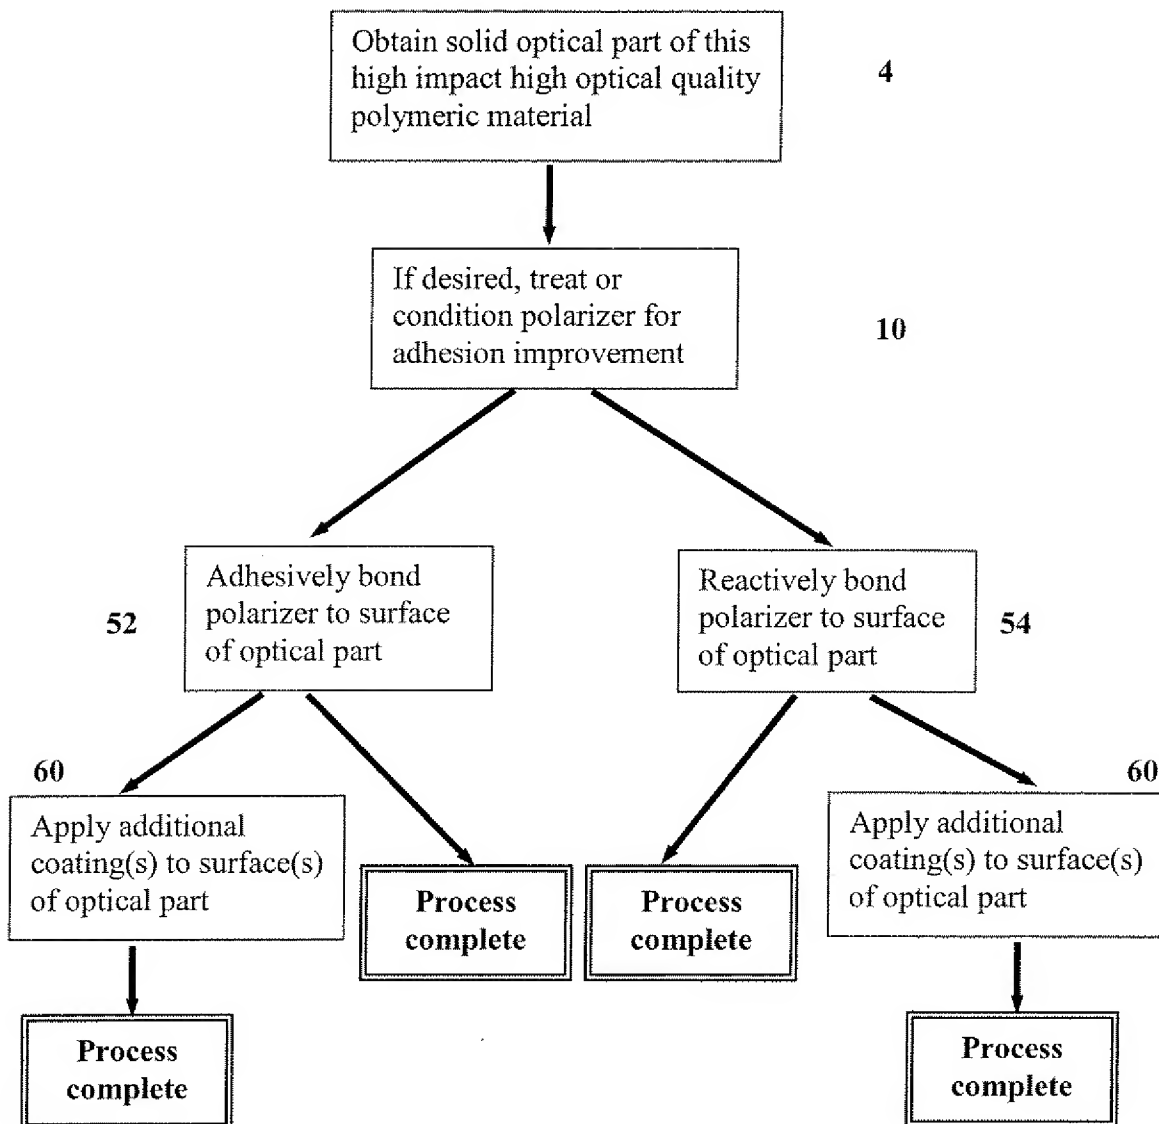 Obtain solid optical part of this
high impact high optical quality
polymeric material
4
If desired, treat or
condition polarizer for
adhesion improvement
10
52
Adhesively bond
polarizer to surface
of optical part
Reactively bond
polarizer to surface
of optical part
54
60
Apply additional
coating(s) to surface(s)
of optical part
Process
complete
Process
complete
60
Apply additional
coating(s) to surface(s)
of optical part
Process
complete
Process
complete